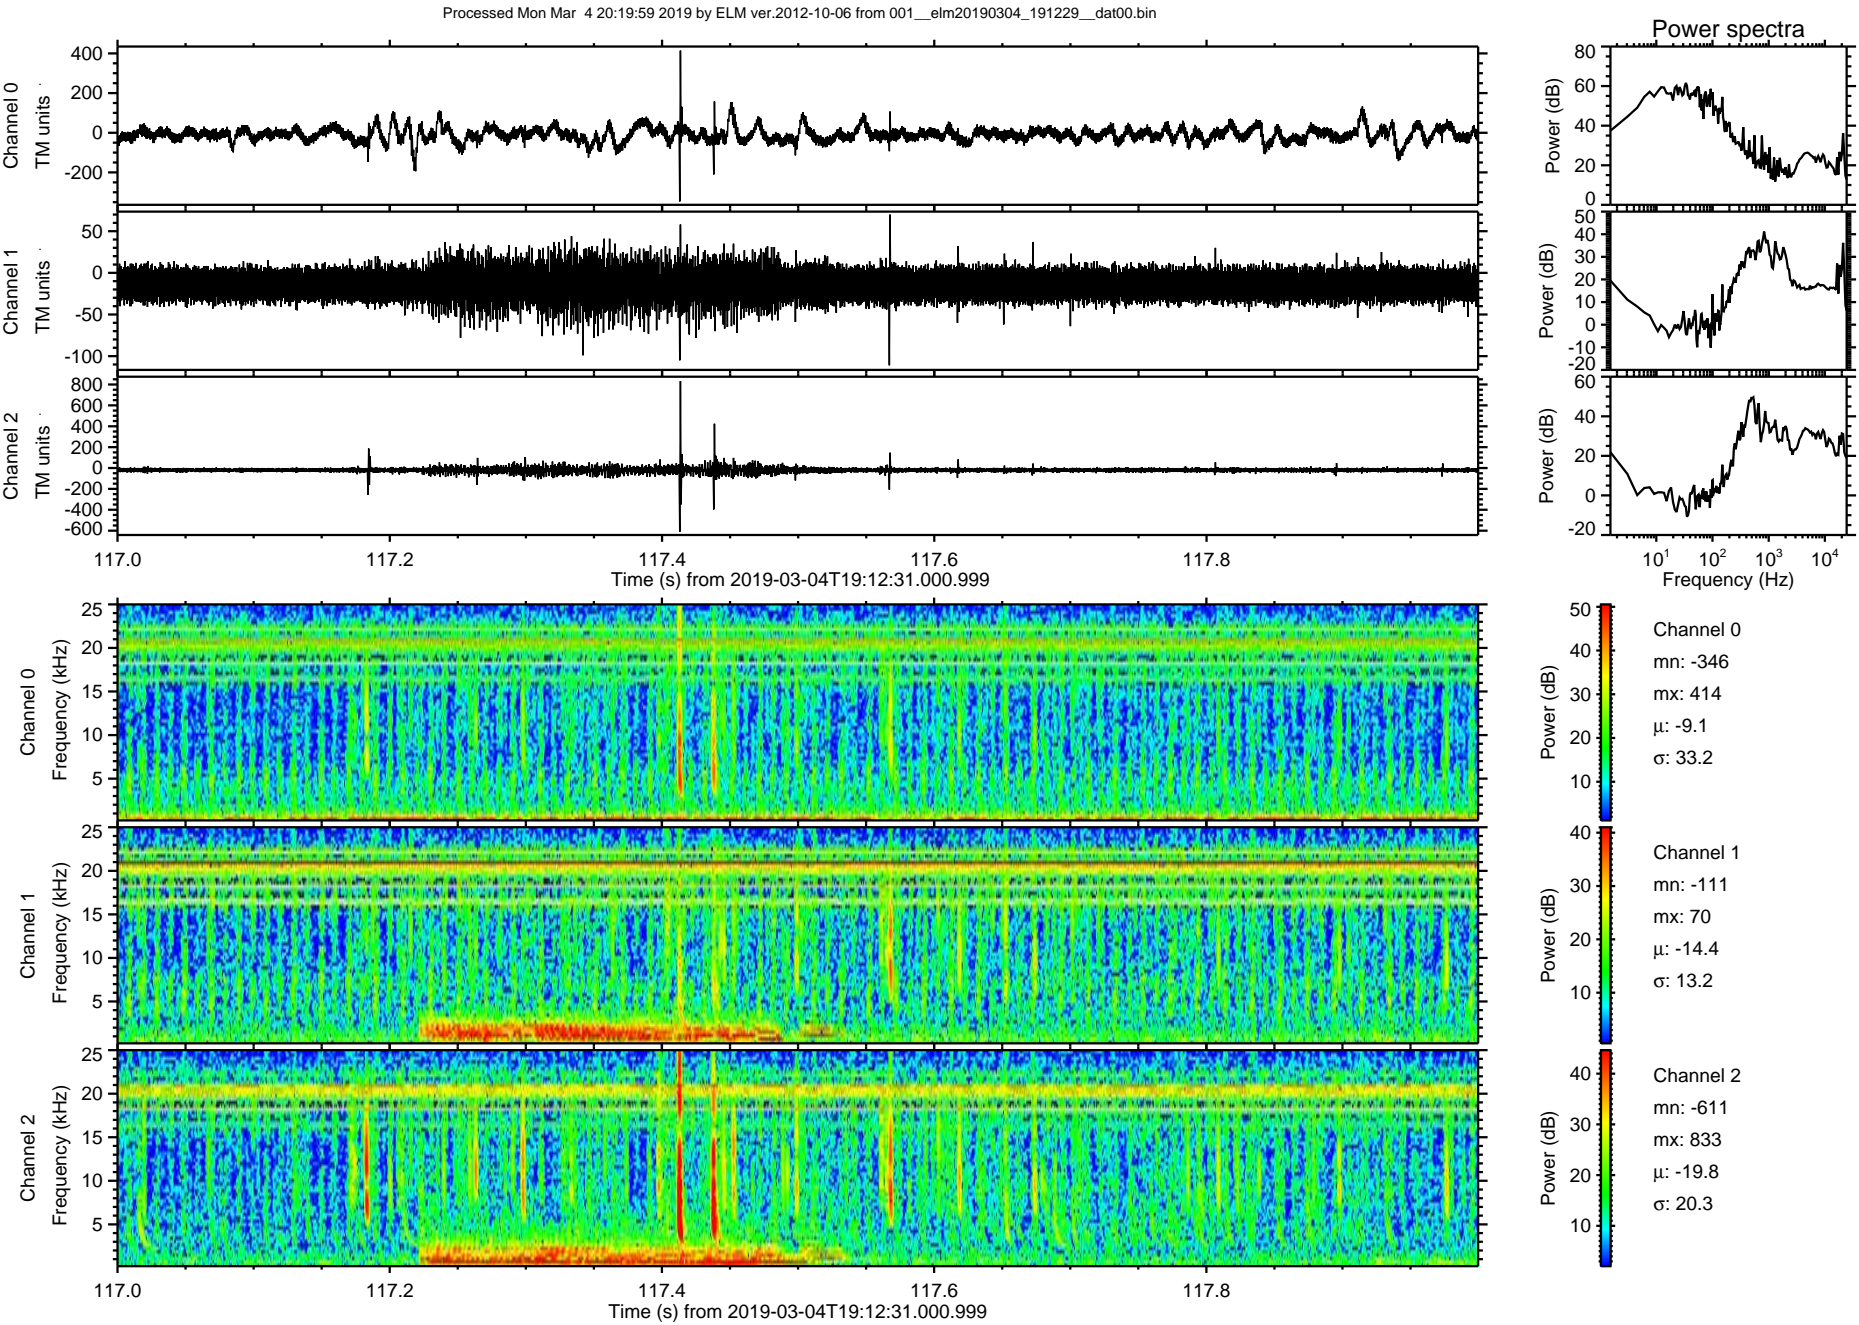 Processed Mon Mar  4 20:19:59 2019 by ELM ver.2012-10-06 from 001__elm20190304_191229__dat00.bin
Power spectra
Channel 0
TM units
400
200
0
-200
Power (dB)
80
60
40
20
0
Channel 1
TM units
50
0
-50
-100
Power (dB)
50
40
30
20
10
0
-10
-20
Channel 2
TM units
800
600
400
200
0
-200
-400
-600
Power (dB)
60
40
20
0
-20
117.0 117.2 117.4 117.6 117.8
Time (s) from 2019-03-04T19:12:31.000.999
10^1 10^2 10^3 10^4
Frequency (Hz)
Channel 0
Frequency (kHz)
25
20
15
10
5
Power (dB)
50
40
30
20
10
Channel 0
mn: -346
mx: 414
μ: -9.1
σ: 33.2
Channel 1
Frequency (kHz)
25
20
15
10
5
Power (dB)
40
30
20
10
Channel 1
mn: -111
mx: 70
μ: -14.4
σ: 13.2
Channel 2
Frequency (kHz)
25
20
15
10
5
Power (dB)
40
30
20
10
Channel 2
mn: -611
mx: 833
μ: -19.8
σ: 20.3
117.0 117.2 117.4 117.6 117.8
Time (s) from 2019-03-04T19:12:31.000.999